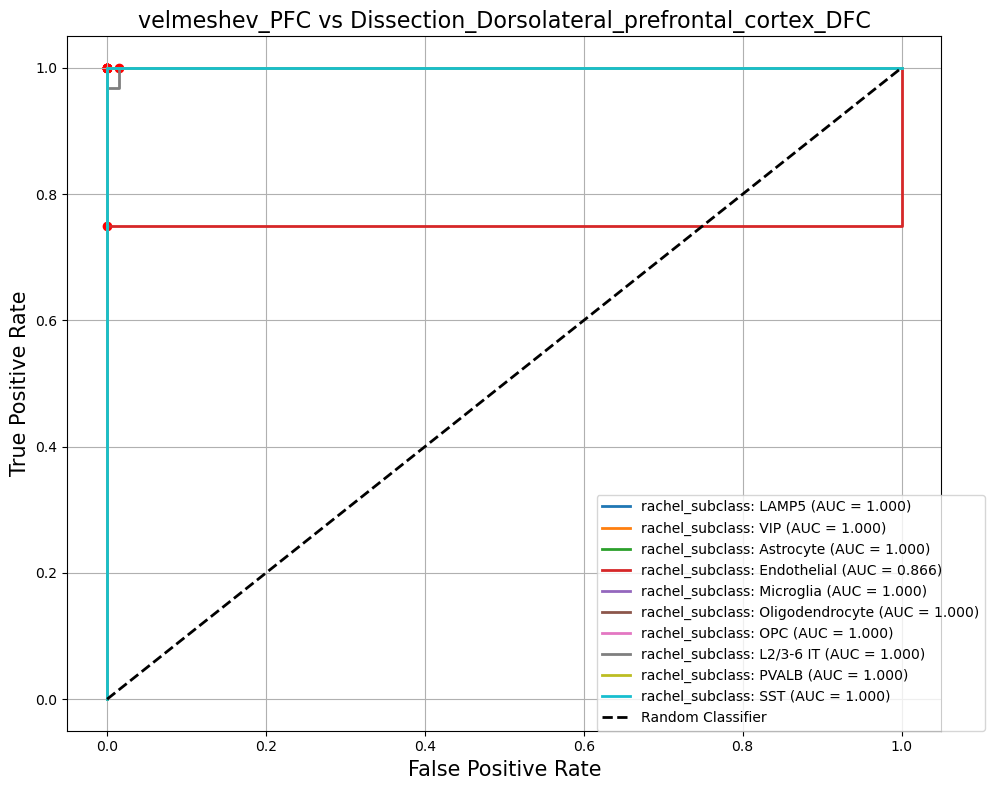 velmeshev_PFC vs Dissection_Dorsolateral_prefrontal_cortex_DFC
True Positive Rate
1.0
0.8
0.6
0.4
0.2
0.0
rachel_subclass: LAMP5 (AUC = 1.000)
rachel_subclass: VIP (AUC = 1.000)
rachel_subclass: Astrocyte (AUC = 1.000)
rachel_subclass: Endothelial (AUC = 0.866)
rachel_subclass: Microglia (AUC = 1.000)
rachel_subclass: Oligodendrocyte (AUC = 1.000)
rachel_subclass: OPC (AUC = 1.000)
rachel_subclass: L2/3-6 IT (AUC = 1.000)
rachel_subclass: PVALB (AUC = 1.000)
rachel_subclass: SST (AUC = 1.000)
Random Classifier
0.0 0.2 0.4 0.6 0.8 1.0
False Positive Rate